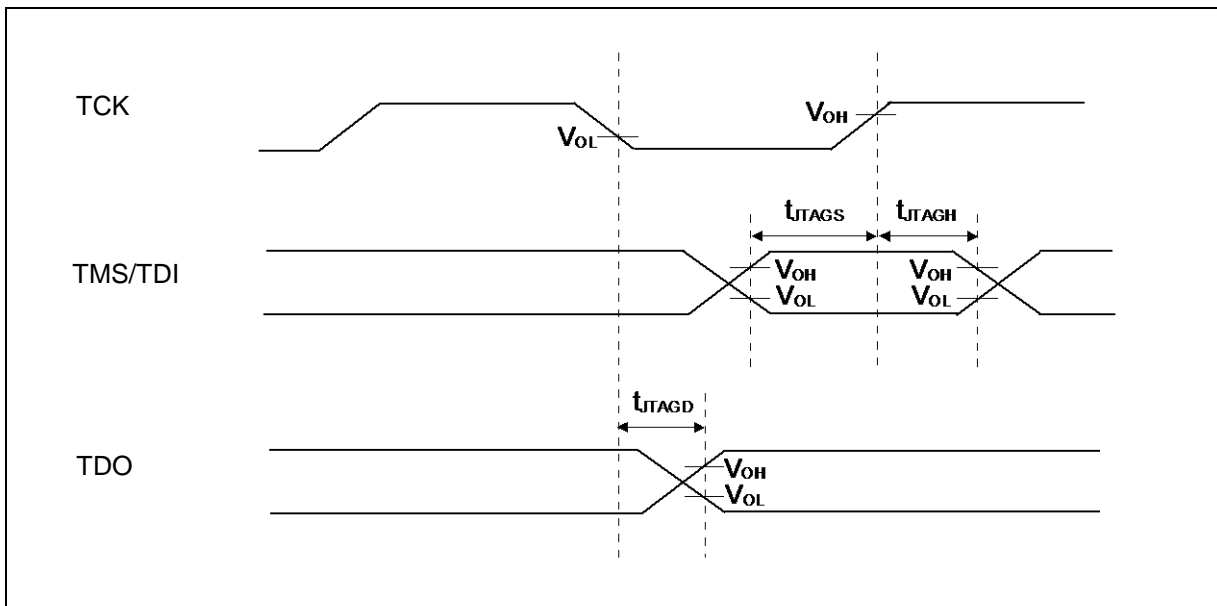 TCK
VOL
VOH
tJTAGS
tJTAGH
TMS/TDI
VOH
VOL
VOH
VOL
tJTAGD
TDO
VOH
VOL